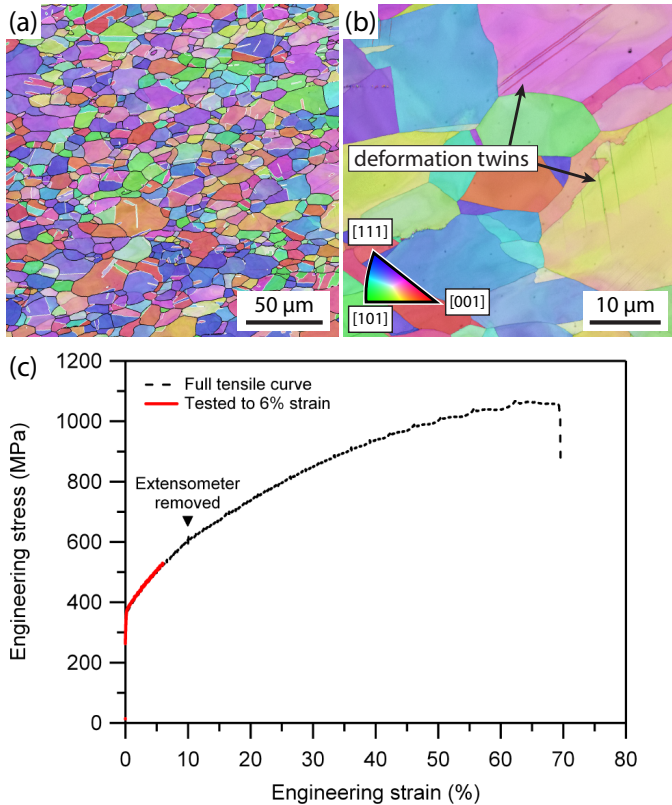 (a)
50 µm
(b)
deformation twins
[111]
[001]
[101]
10 µm
(c)
1200
1000
800
600
400
200
0
Engineering stress (MPa)
Full tensile curve
Tested to 6% strain
Extensometer
removed
0
10
20
30
40
50
60
70
80
Engineering strain (%)